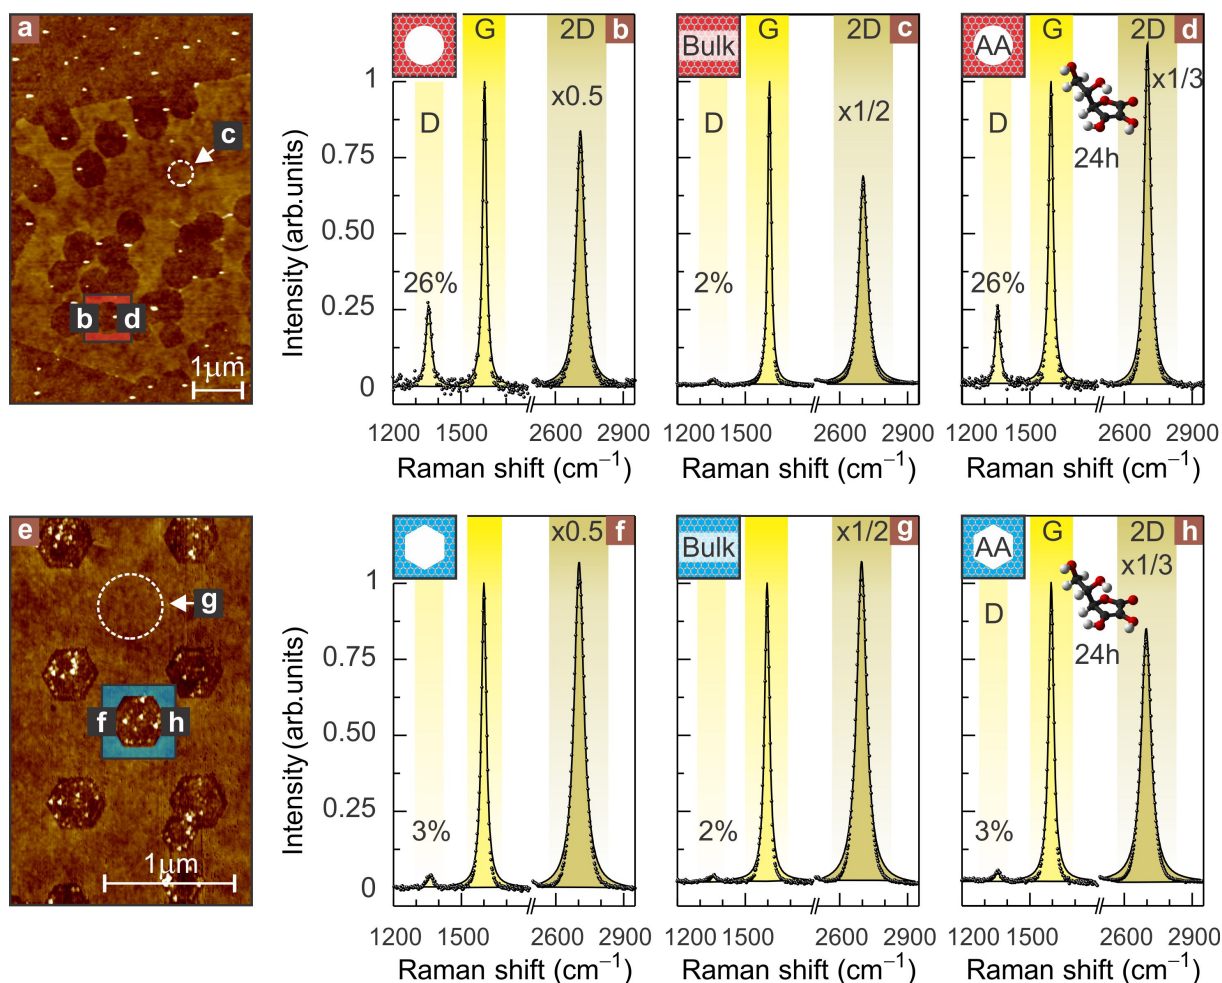 a
c
b
d
1μm
G
2D
b
x0.5
D
26%
1
0.75
0.50
0.25
0
Intensity (arb.units)
1200
1500
2600
2900
Raman shift (cm−1)
Bulk
G
2D
c
x1/2
D
2%
1200
1500
2600
2900
Raman shift (cm−1)
AA
G
2D
d
x1/3
D
24h
26%
1200
1500
2600
2900
Raman shift (cm−1)
e
g
f
h
1μm
x0.5
f
3%
1
0.75
0.50
0.25
0
Intensity (arb.units)
1200
1500
2600
2900
Raman shift (cm−1)
Bulk
x1/2
g
2%
1200
1500
2600
2900
Raman shift (cm−1)
AA
G
2D
h
x1/3
D
24h
3%
1200
1500
2600
2900
Raman shift (cm−1)